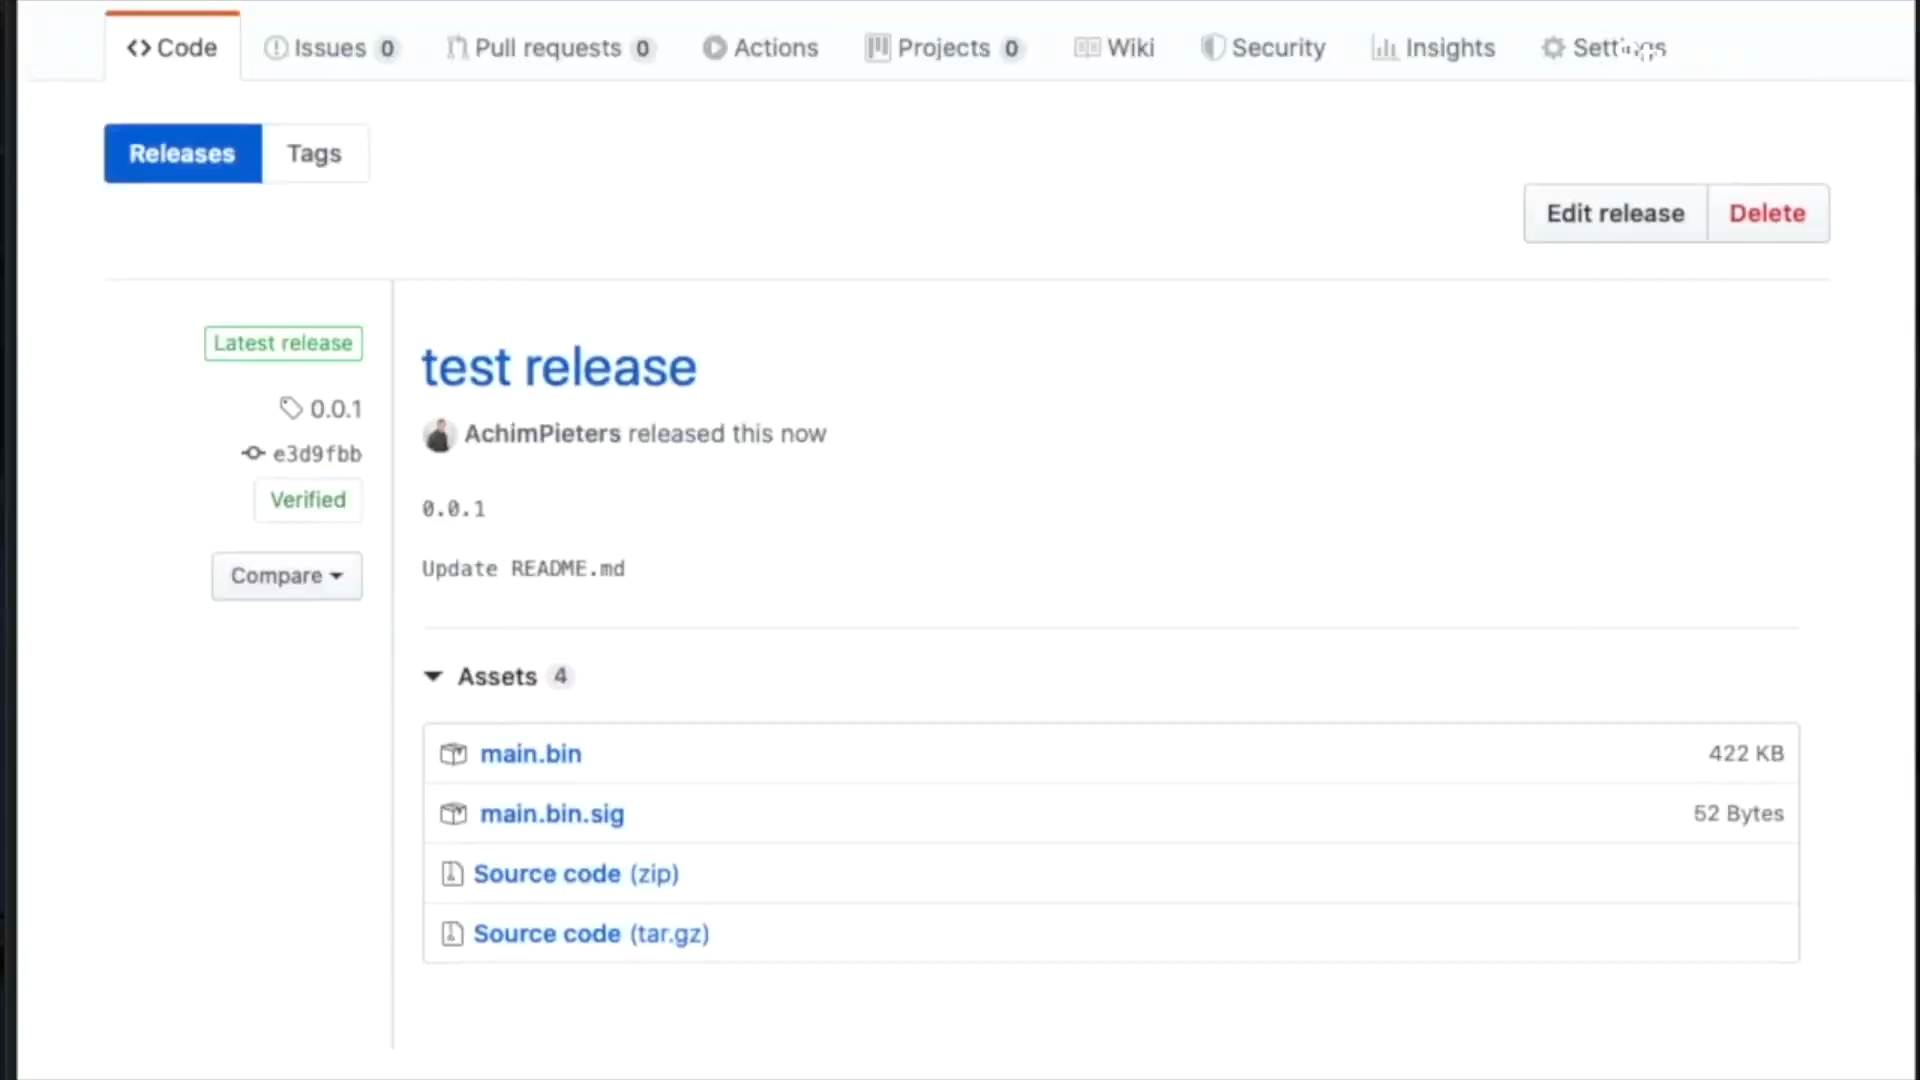 Code Issues 0 Pull requests 0 Actions Projects 0 Wiki Security Insights Settings
Releases Tags
Edit release Delete
Latest release
0.0.1
e3d9fbb
Verified
Compare
test release
AchimPieters released this now
0.0.1
Update README.md
Assets 4
main.bin 422 KB
main.bin.sig 52 Bytes
Source code (zip)
Source code (tar.gz)